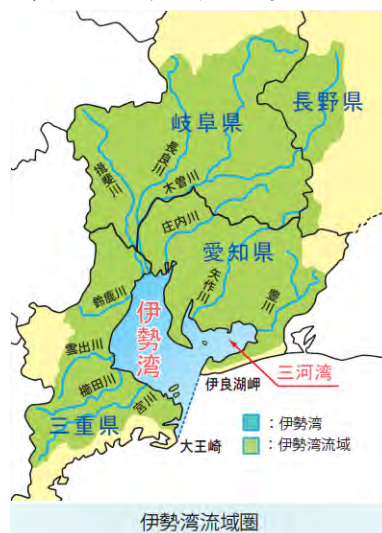 岐阜県
長野県
揖斐川
長良川
木曽川
庄内川
愛知県
矢作川
豊川
鈴鹿川
伊勢湾
雲出川
櫛田川
宮川
三重県
三河湾
伊良湖岬
大王崎
：伊勢湾
：伊勢湾流域
伊勢湾流域圏